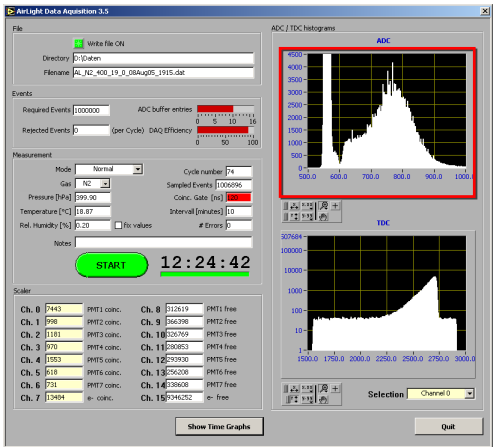 AirLight Data Aquisition 3.5
File
Write file ON
Directory D:\Daten
Filename AL_N2_400_19_0_08Aug05_1915.dat
Events
Required Events 1000000 ADC buffer entries
0 5 10 16
Rejected Events 0 (per Cycle) DAQ Efficiency
0 50 100
Measurement
Mode Normal Cycle number 74
Gas N2 Sampled Events 1006896
Pressure [hPa] 399.90 Coinc. Gate [ns]
Temperature [°C] 18.87 Intervall [minutes] 10
Rel. Humidity [%] 0.20 fix values # Errors 0
Notes
START 12:24:42
Scaler
Ch. 0 7443 PMT1 coinc. Ch. 8 312619 PMT1 free
Ch. 1 998 PMT2 coinc. Ch. 9 366398 PMT2 free
Ch. 2 1181 PMT3 coinc. Ch. 10 326769 PMT3 free
Ch. 3 970 PMT4 coinc. Ch. 11 280853 PMT4 free
Ch. 4 1553 PMT5 coinc. Ch. 12 293930 PMT5 free
Ch. 5 618 PMT6 coinc. Ch. 13 256208 PMT6 free
Ch. 6 731 PMT7 coinc. Ch. 14 338608 PMT7 free
Ch. 7 13484 e- coinc. Ch. 15 9346252 e- free
Show Time Graphs
ADC / TDC histograms
ADC
4500
4000
3500
3000
2500
2000
1500
1000
500
0
500.0 600.0 700.0 800.0 900.0 1000.0
TDC
507684
100000
10000
1000
100
10
1
1500.0 1750.0 2000.0 2250.0 2500.0 2750.0 3000.0
Selection Channel 0
Quit